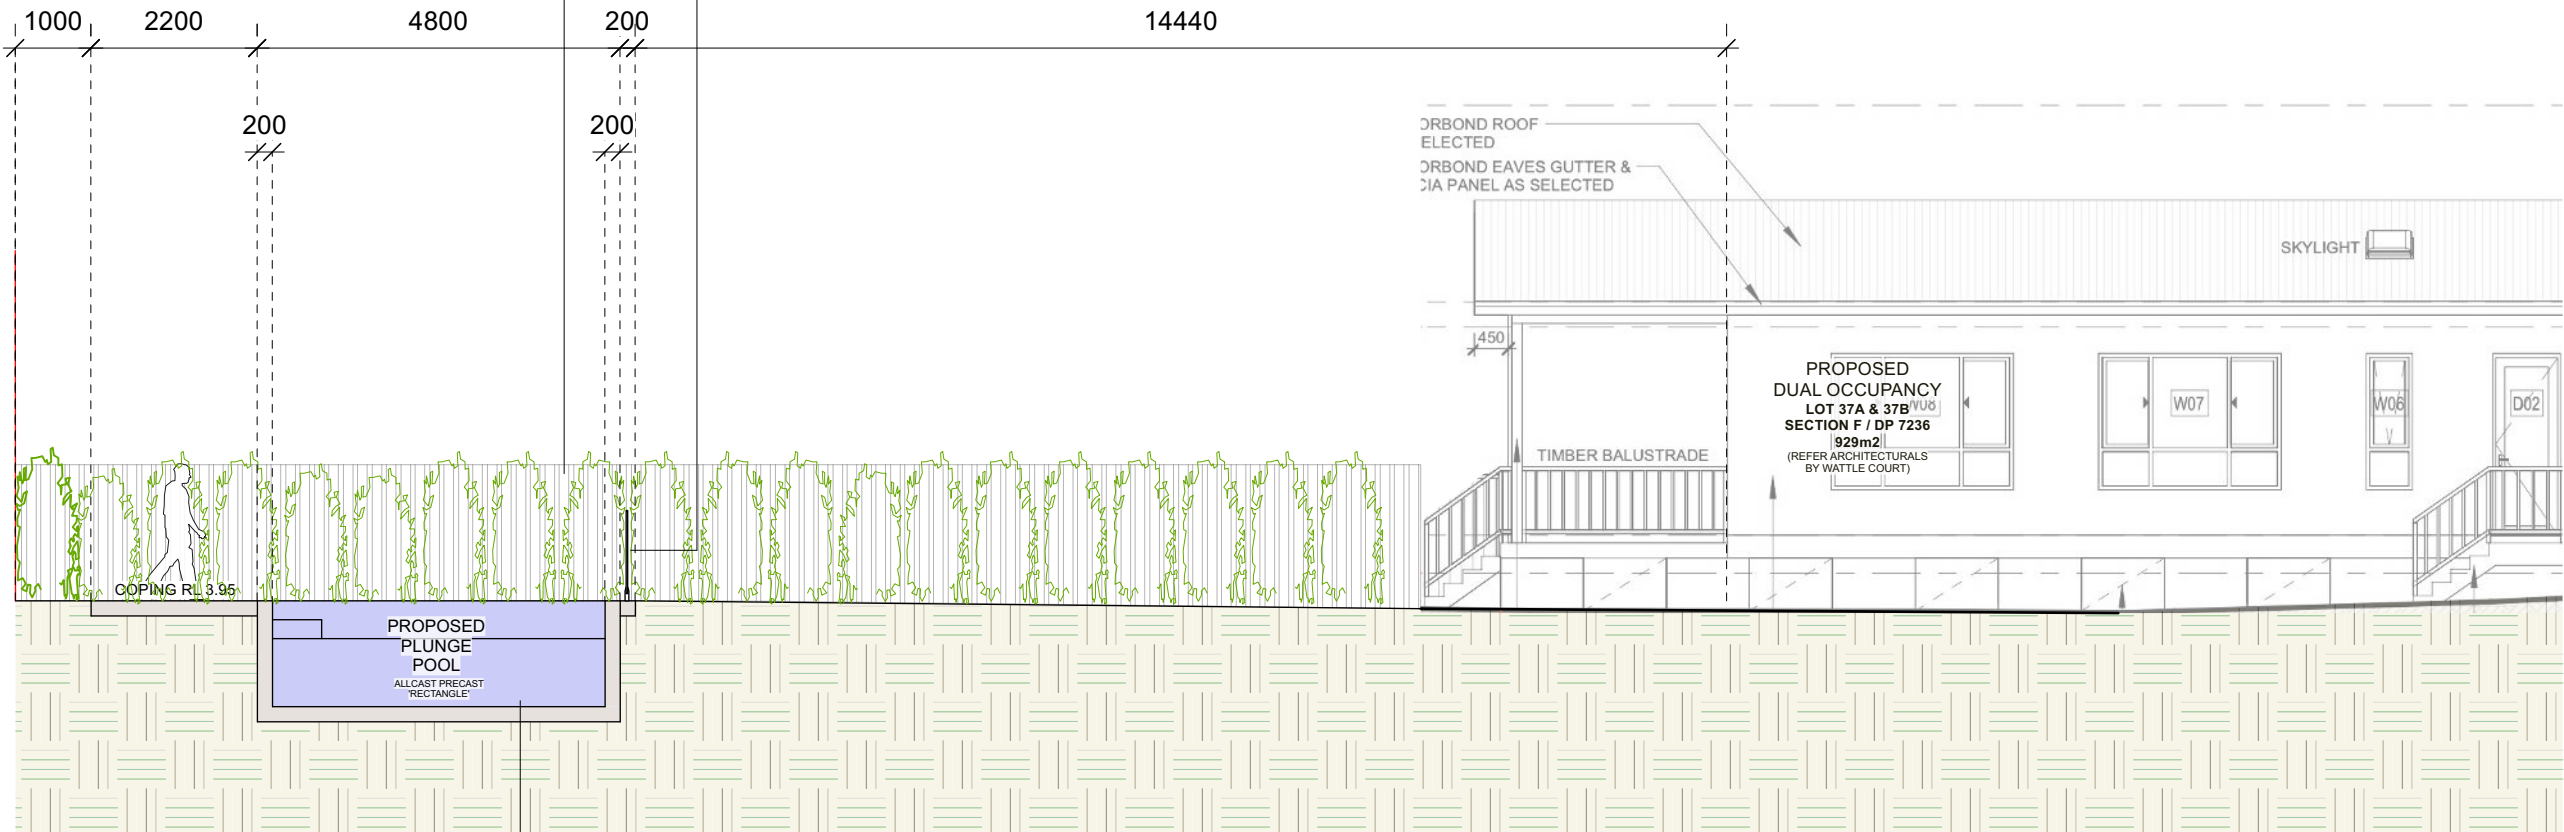 1000 2200 4800 200 14440
200 200
ORBOND ROOF
ELECTED
ORBOND EAVES GUTTER &
CIA PANEL AS SELECTED
SKYLIGHT
450
PROPOSED
DUAL OCCUPANCY
LOT 37A & 37B
SECTION F / DP 7236
929m2
(REFER ARCHITECTURALS
BY WATTLE COURT)
W08
W07
W06
D02
TIMBER BALUSTRADE
COPING RL 3.95
PROPOSED
PLUNGE
POOL
ALLCAST PRECAST
'RECTANGLE'